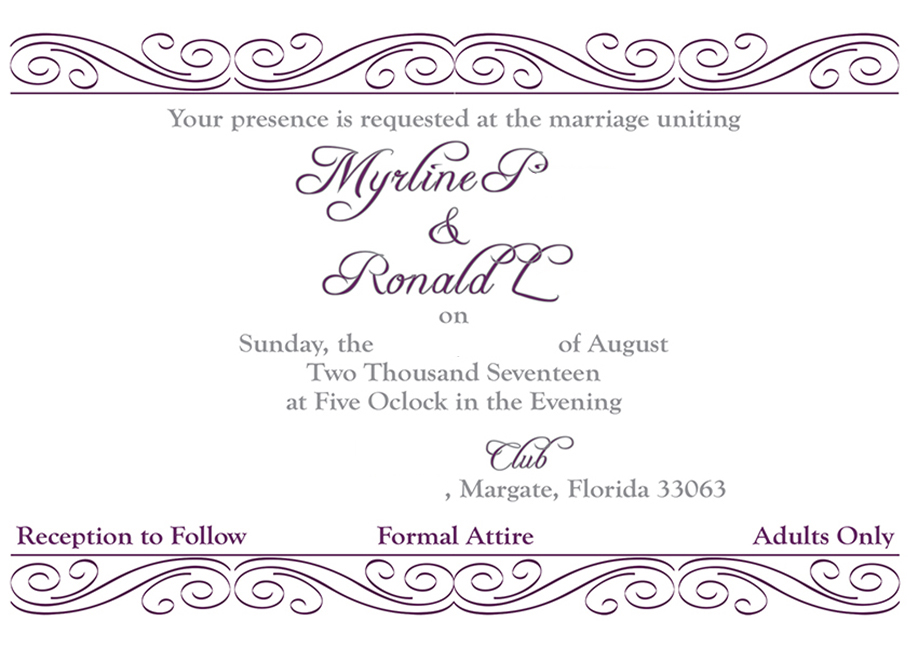 Your presence is requested at the marriage uniting
Myrline P
&
Ronald L
on
Sunday, the of August
Two Thousand Seventeen
at Five Oclock in the Evening
Club
, Margate, Florida 33063
Reception to Follow Formal Attire Adults Only